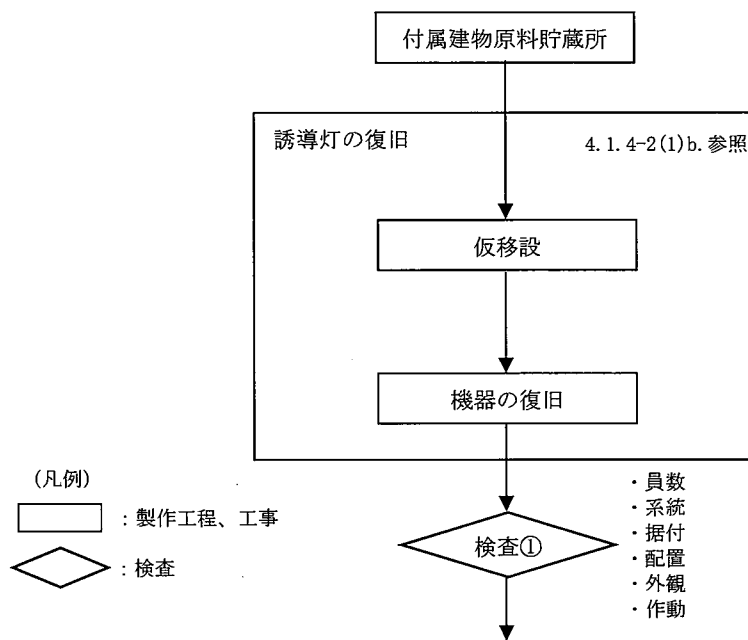 付属建物原料貯蔵所
誘導灯の復旧
4.1.4-2(1)b.参照
仮移設
機器の復旧
(凡例)
：製作工程、工事
：検査
検査①
・員数
・系統
・据付
・配置
・外観
・作動